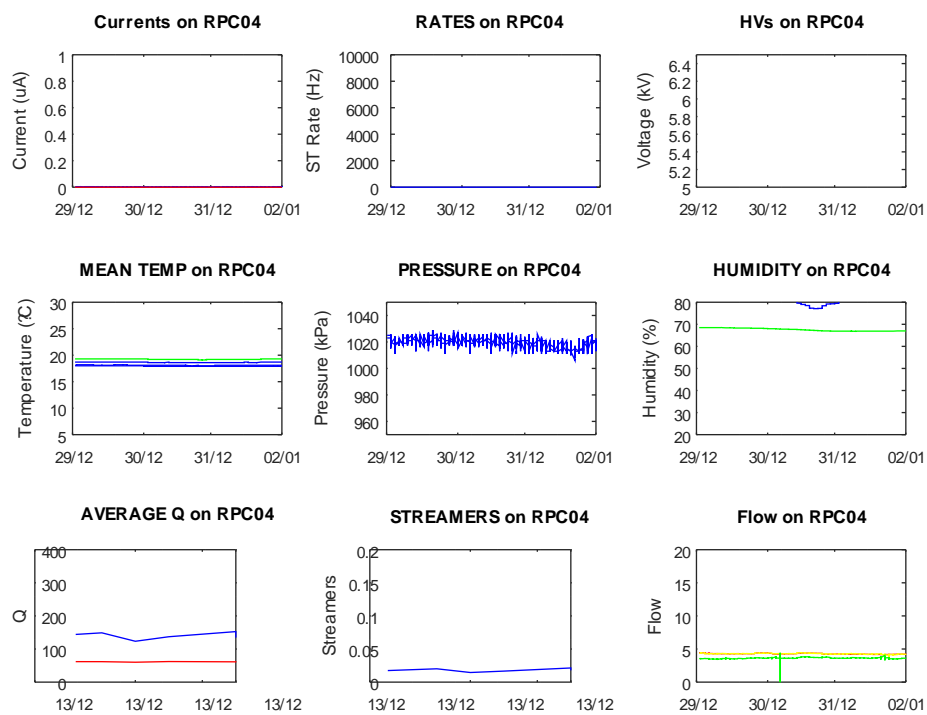 Currents on RPC04
RATES on RPC04
HVs on RPC04
Current (uA)
1
0.8
0.6
0.4
0.2
0
29/12 30/12 31/12 02/01
ST Rate (Hz)
10000
8000
6000
4000
2000
0
29/12 30/12 31/12 02/01
Voltage (kV)
6.4
6.2
6
5.8
5.6
5.4
5.2
5
29/12 30/12 31/12 02/01
MEAN TEMP on RPC04
PRESSURE on RPC04
HUMIDITY on RPC04
Temperature (?C)
30
25
20
15
10
5
29/12 30/12 31/12 02/01
Pressure (kPa)
1040
1020
1000
980
960
29/12 30/12 31/12 02/01
Humidity (%)
80
70
60
50
40
30
20
29/12 30/12 31/12 02/01
AVERAGE Q on RPC04
STREAMERS on RPC04
Flow on RPC04
Q
400
300
200
100
0
13/12 13/12 13/12 13/12
Streamers
0.2
0.15
0.1
0.05
0
13/12 13/12 13/12 13/12
Flow
20
15
10
5
0
29/12 30/12 31/12 02/01